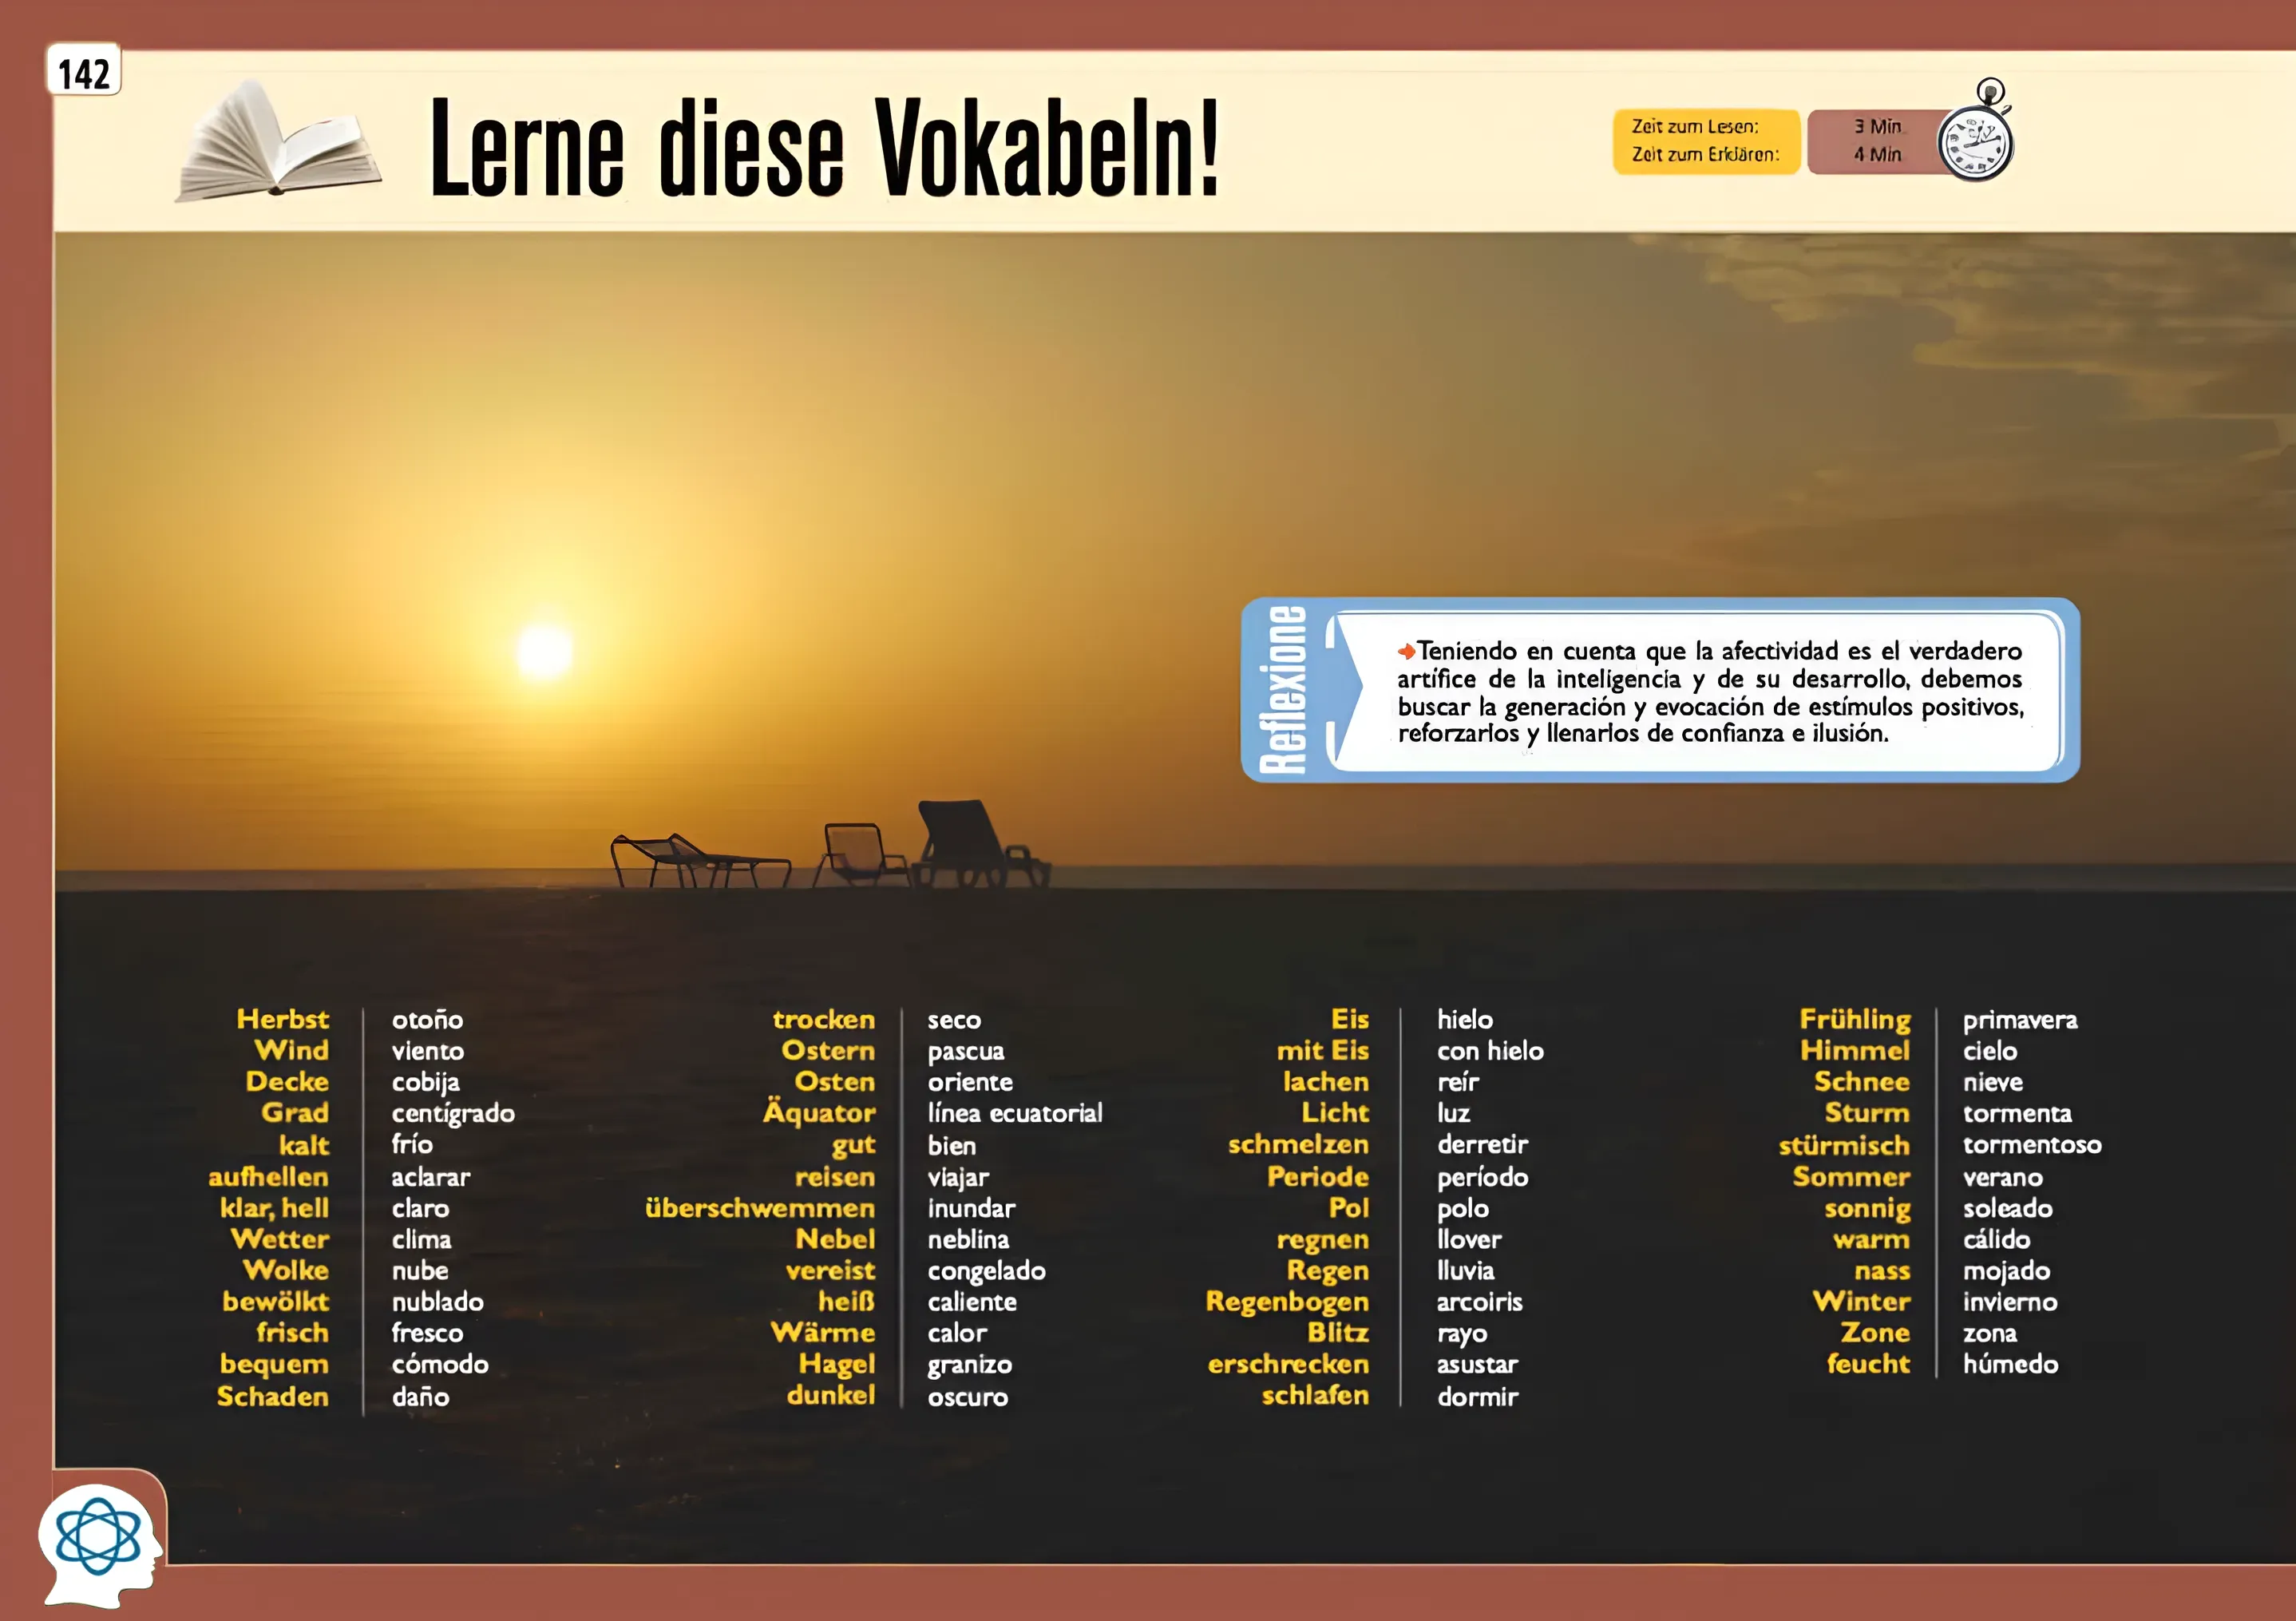 142
Lerne diese Vokabeln!
Zeit zum Lesen: 3 Min.
Zeit zum Erklären: 4 Min
Reflexione
Teniendo en cuenta que la afectividad es el verdadero
artífice de la inteligencia y de su desarrollo, debemos
buscar la generación y evocación de estímulos positivos,
reforzarlos y llenarlos de confianza e ilusión.
Herbst otoño
Wind viento
Decke cobija
Grad centígrado
kalt frío
aufhellen aclarar
klar, hell claro
Wetter clima
Wolke nube
bewölkt nublado
frisch fresco
bequem cómodo
Schaden daño
trocken seco
Ostern pascua
Osten oriente
Äquator línea ecuatorial
gut bien
reisen viajar
überschwemmen inundar
Nebel neblina
vereist congelado
heiß caliente
Wärme calor
Hagel granizo
dunkel oscuro
Eis hielo
mit Eis con hielo
lachen reír
Licht luz
schmelzen derretir
Periode período
Pol polo
regnen llover
Regen lluvia
Regenbogen arcoiris
Blitz rayo
erschrecken asustar
schlafen dormir
Frühling primavera
Himmel cielo
Schnee nieve
Sturm tormenta
stürmisch tormentoso
Sommer verano
sonnig soleado
warm cálido
nass mojado
Winter invierno
Zone zona
feucht húmedo